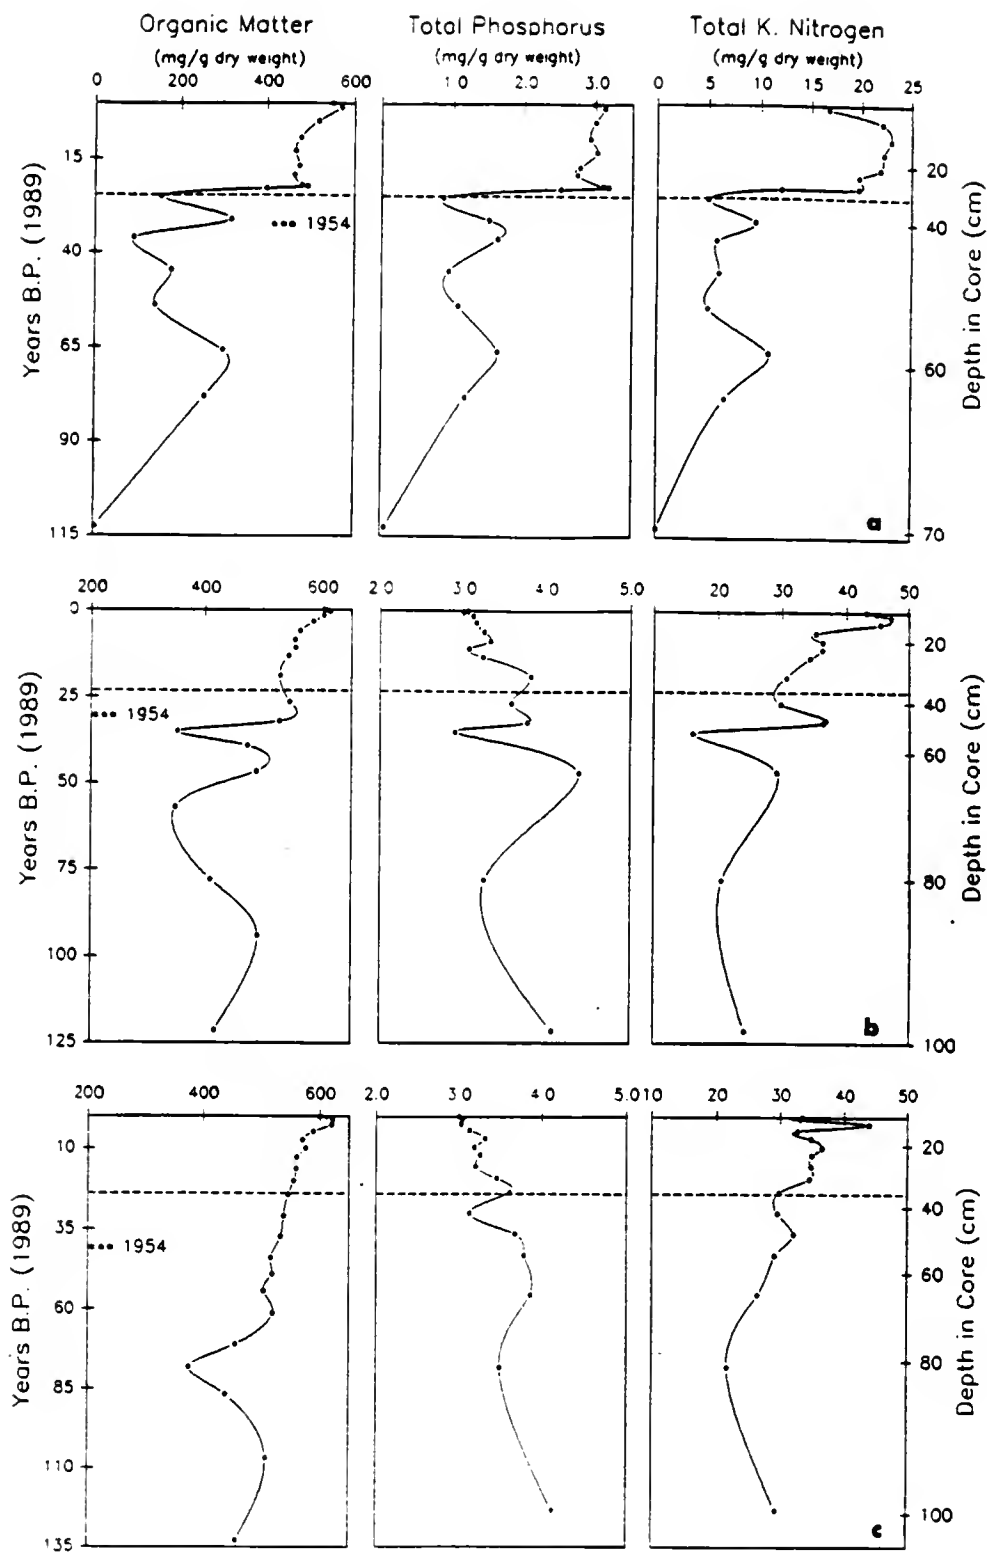 Organic Matter
(mg/g dry weight)
Total Phosphorus
(mg/g dry weight)
Total K. Nitrogen
(mg/g dry weight)
0 200 400 600
1.0 2.0 3.0
0 5 10 15 20 25
Years B.P. (1989)
15
40
65
90
115
1954
20
40
60
70
Depth in Core (cm)
a
200 400 600
2.0 3.0 4.0 5.0
20 30 40 50
Years B.P. (1989)
0
25
50
75
100
125
1954
20
40
60
80
100
Depth in Core (cm)
b
200 400 600
2.0 3.0 4.0 5.0
10 20 30 40 50
Years B.P. (1989)
10
35
60
85
110
135
1954
20
40
60
80
100
Depth in Core (cm)
c